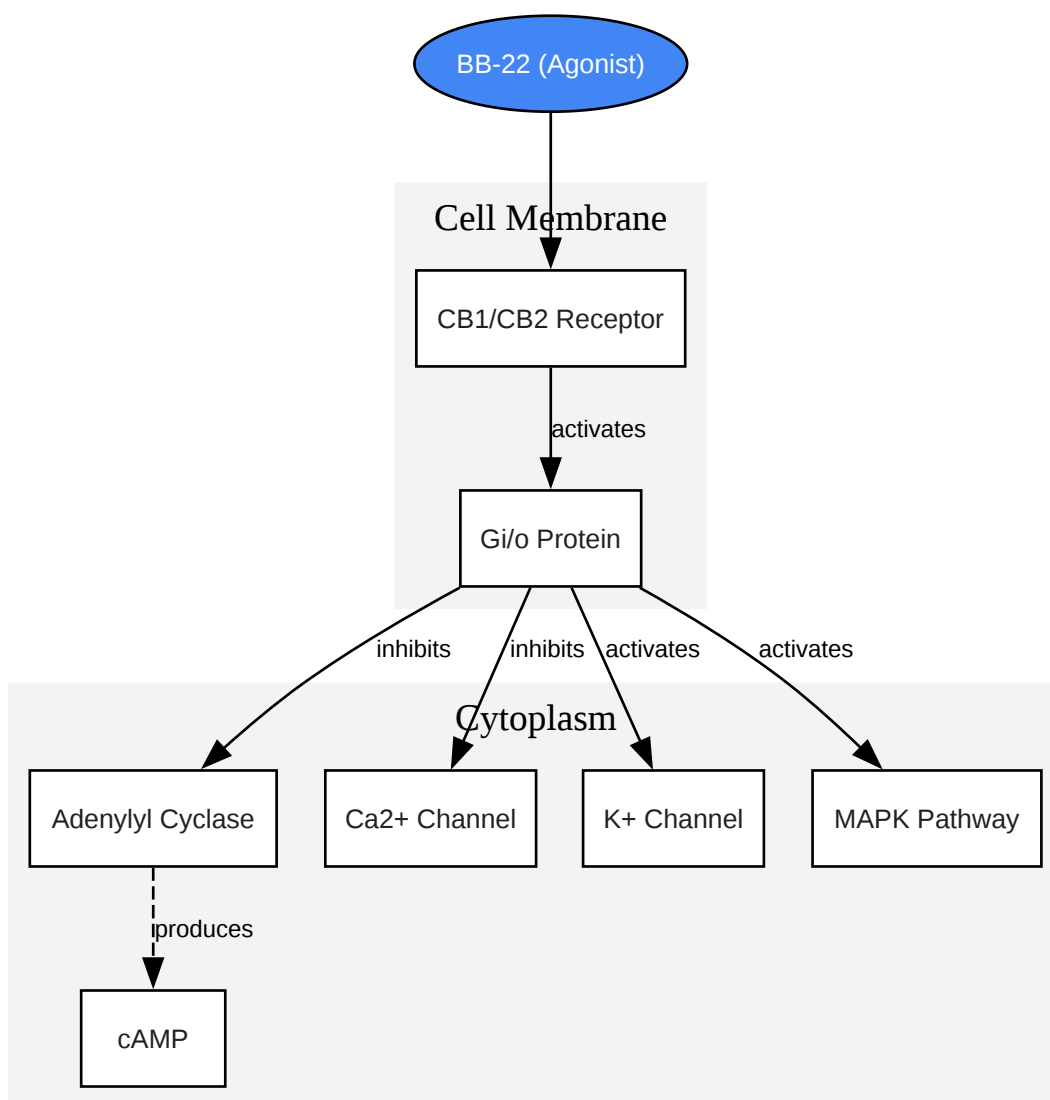 BB-22 (Agonist)
Cell Membrane
CB1/CB2 Receptor
activates
Gi/o Protein
inhibits
inhibits
activates
activates
Cytoplasm
Adenylyl Cyclase
Ca2+ Channel
K+ Channel
MAPK Pathway
produces
cAMP